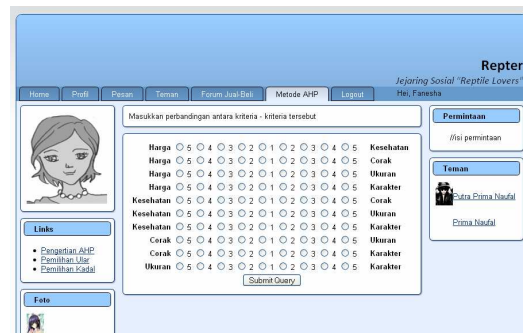 Repter
Jejaring Sosial "Reptile Lovers"
Home Profil Pesan Teman Forum Jual-Beli Metode AHP Logout Hei, Fanesha
Masukkan perbandingan antara kriteria - kriteria tersebut
Harga 5 4 3 2 1 2 3 4 5 Kesehatan
Harga 5 4 3 2 1 2 3 4 5 Corak
Harga 5 4 3 2 1 2 3 4 5 Ukuran
Harga 5 4 3 2 1 2 3 4 5 Karakter
Kesehatan 5 4 3 2 1 2 3 4 5 Corak
Kesehatan 5 4 3 2 1 2 3 4 5 Ukuran
Kesehatan 5 4 3 2 1 2 3 4 5 Karakter
Corak 5 4 3 2 1 2 3 4 5 Ukuran
Corak 5 4 3 2 1 2 3 4 5 Karakter
Ukuran 5 4 3 2 1 2 3 4 5 Karakter
Submit Query
Links
Pengertian AHP
Pemilihan Ular
Pemilihan Kadal
Foto
Permintaan
//isi permintaan
Teman
Putra Prima Naufal
Prima Naufal